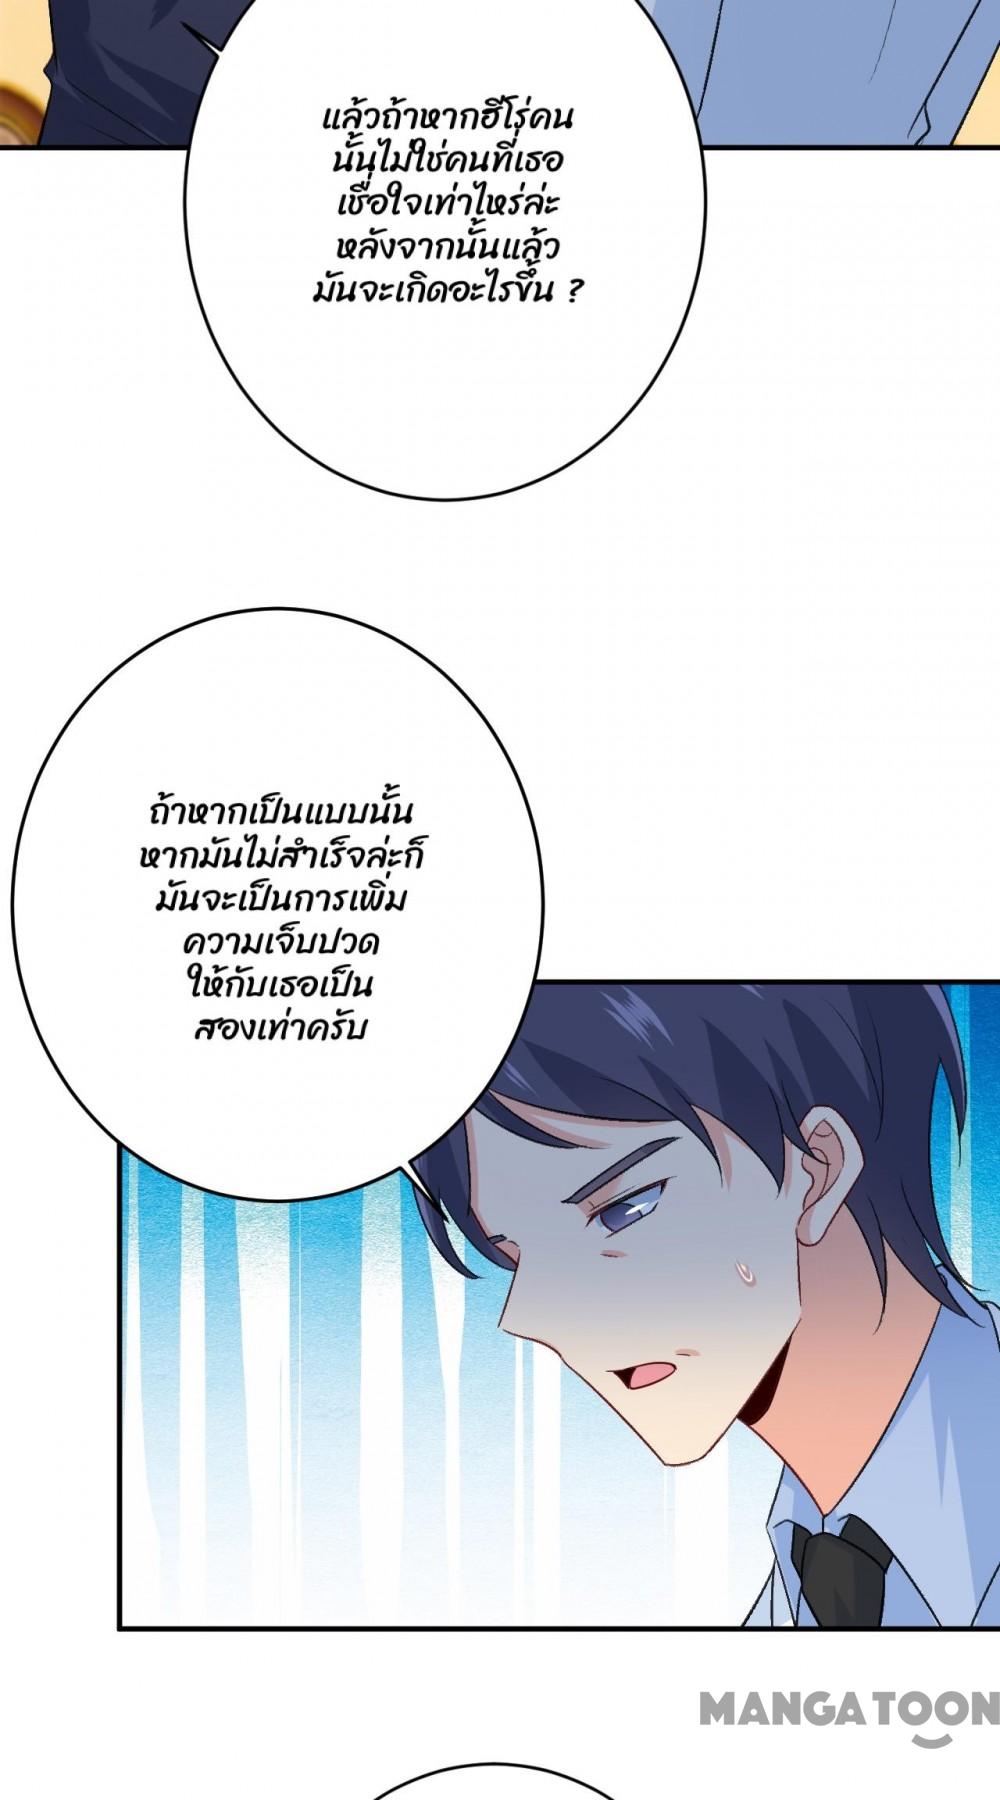 แล้วถ้าหากฮีโร่คน
นั้นไม่ใช่คนที่เธอ
เชื่อใจเท่าไหร่ล่ะ
หลังจากนั้นแล้ว
มันจะเกิดอะไรขึ้น ?
ถ้าหากเป็นแบบนั้น
หากมันไม่สำเร็จล่ะก็
มันจะเป็นการเพิ่ม
ความเจ็บปวด
ให้กับเธอเป็น
สองเท่าครับ
MANGATOON